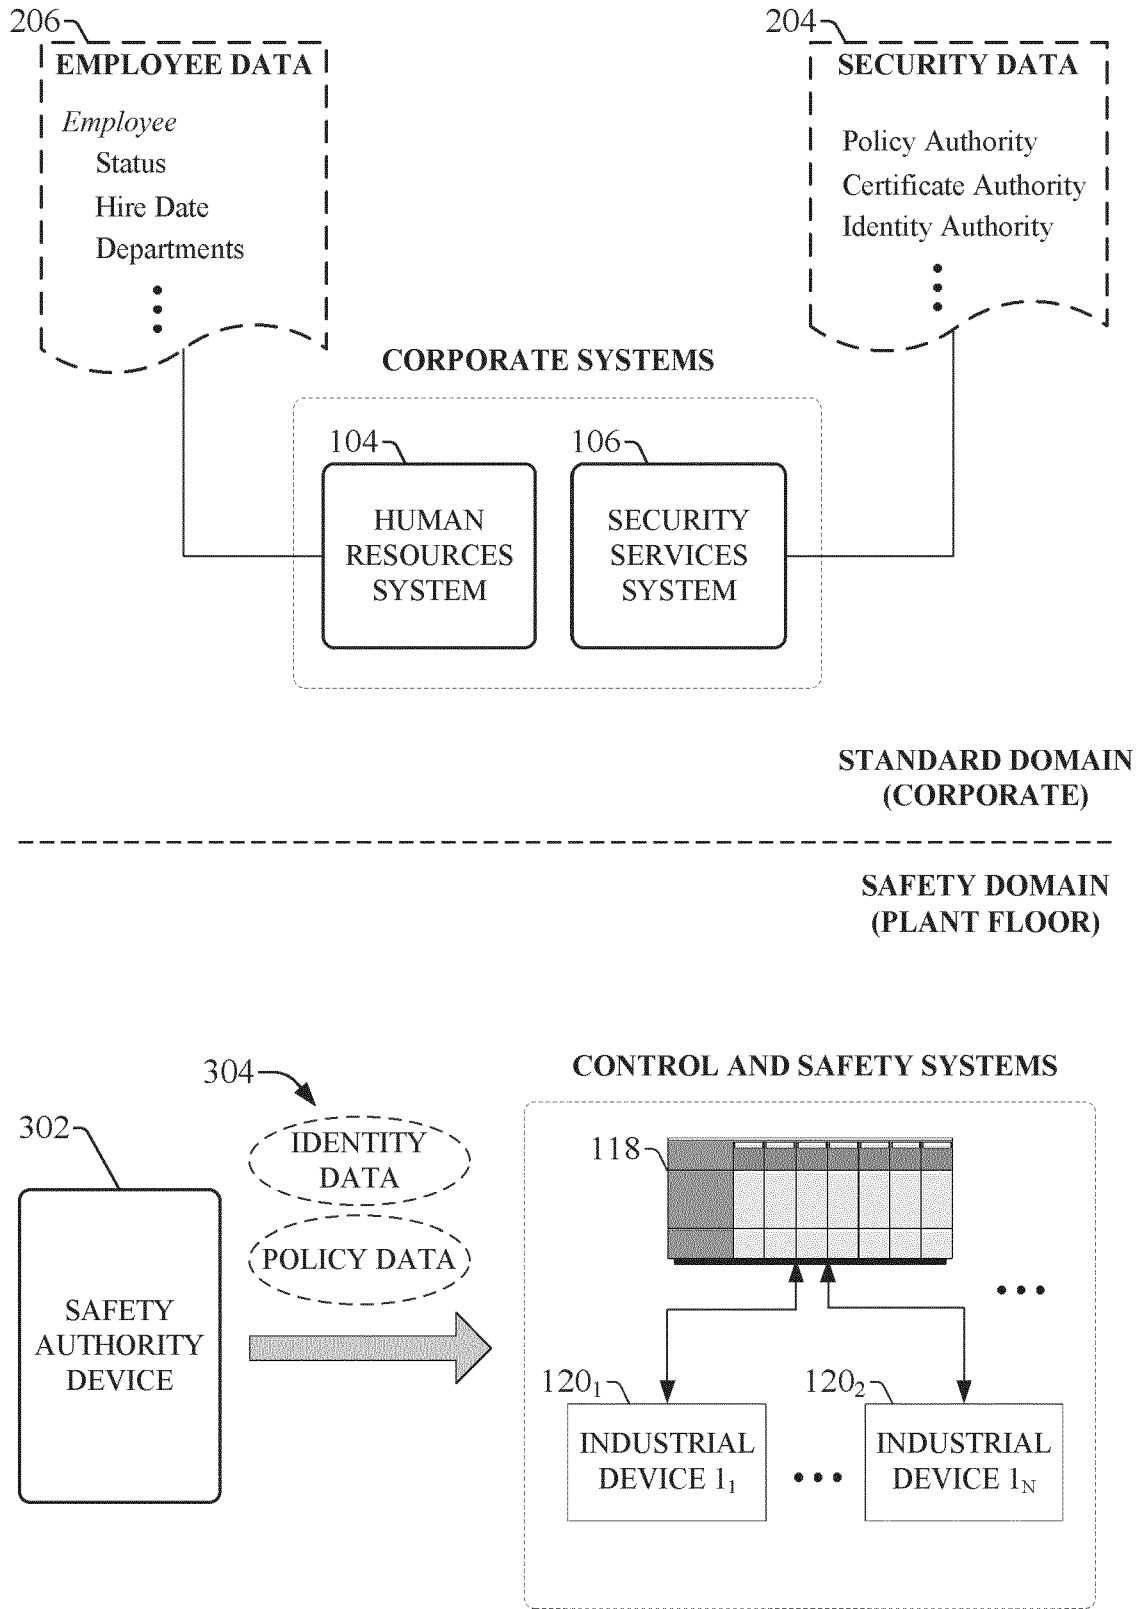 206
EMPLOYEE DATA
Employee
Status
Hire Date
Departments
204
SECURITY DATA
Policy Authority
Certificate Authority
Identity Authority
CORPORATE SYSTEMS
104
HUMAN
RESOURCES
SYSTEM
106
SECURITY
SERVICES
SYSTEM
STANDARD DOMAIN
(CORPORATE)
SAFETY DOMAIN
(PLANT FLOOR)
302
SAFETY
AUTHORITY
DEVICE
304
IDENTITY
DATA
POLICY DATA
CONTROL AND SAFETY SYSTEMS
118
120₁
INDUSTRIAL
DEVICE 1₁
120₂
INDUSTRIAL
DEVICE 1N